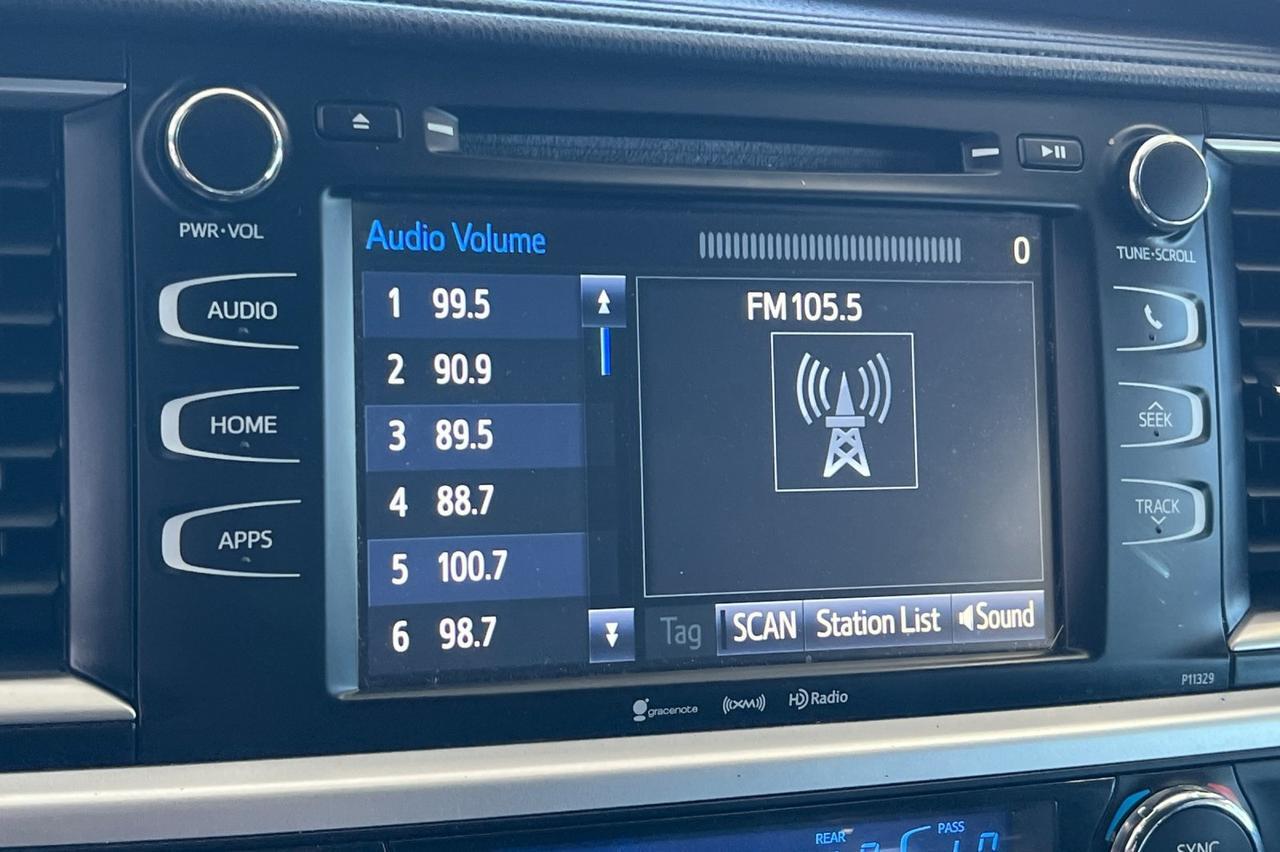 PWR·VOL
AUDIO
HOME
APPS
Audio Volume 0
1 99.5
2 90.9
3 89.5
4 88.7
5 100.7
6 98.7
FM 105.5
Tag SCAN Station List Sound
TUNE·SCROLL
SEEK
TRACK
P11329
gracenote ((XM)) HD Radio
REAR
PASS
SYNC